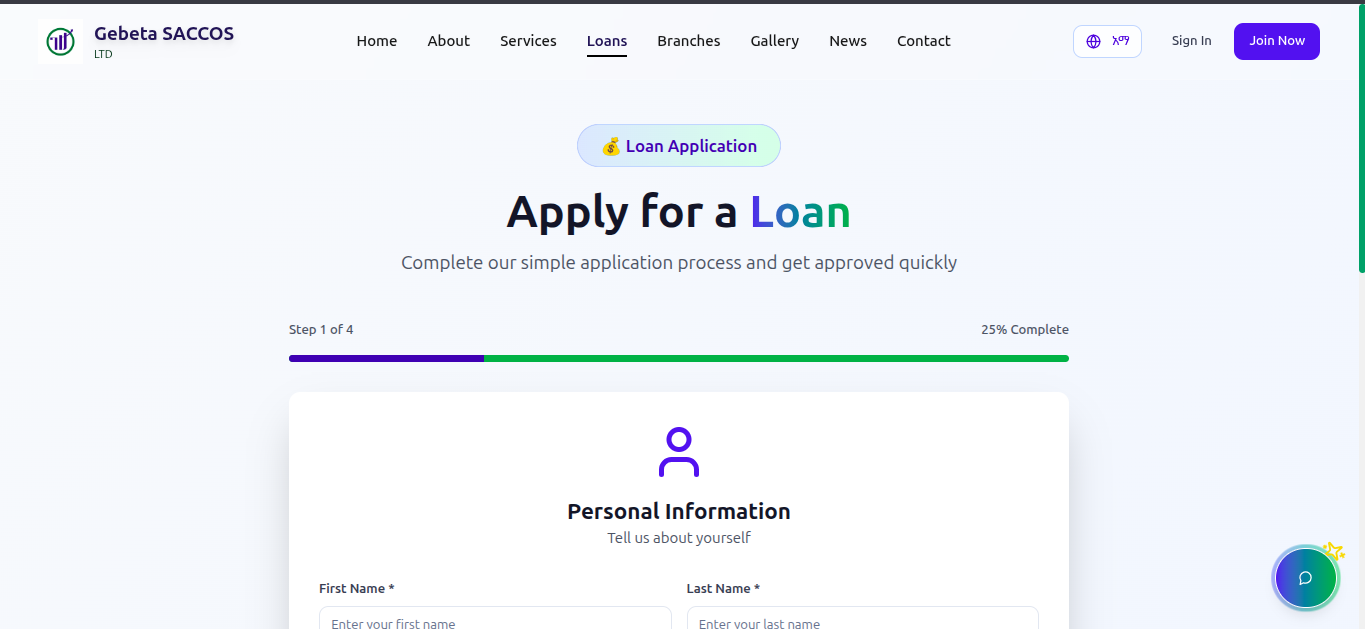 Gebeta SACCOS
LTD
Home About Services Loans Branches Gallery News Contact
አማ
Sign In
Join Now
💰 Loan Application
Apply for a Loan
Complete our simple application process and get approved quickly
Step 1 of 4
25% Complete
Personal Information
Tell us about yourself
First Name *
Last Name *
Enter your first name
Enter your last name